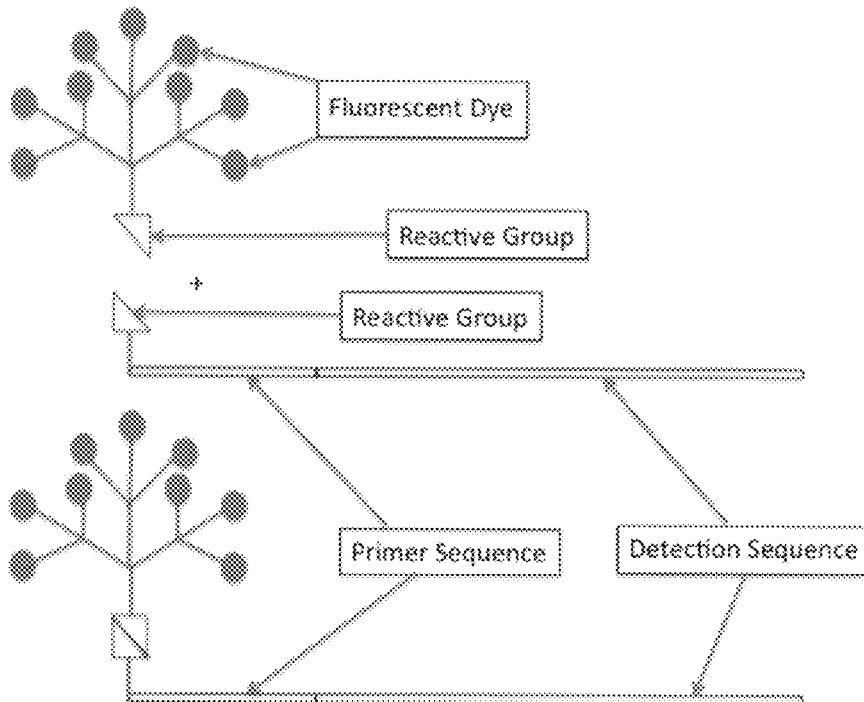 Fluorescent Dye
Reactive Group
+
Reactive Group
Primer Sequence
Detection Sequence